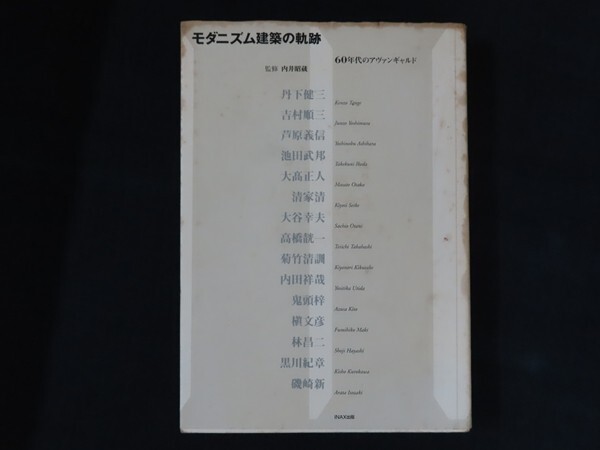 モダニズム建築の軌跡
60年代のアヴァンギャルド
監修 内井昭蔵
丹下健三
Kenzo Tange
吉村順三
Junzo Yoshimura
芦原義信
Yoshinobu Ashihara
池田武邦
Takekuni Ikeda
大髙正人
Masato Otaka
清家清
Kiyosi Seike
大谷幸夫
Sachio Otani
高橋靗一
Teiichi Takahashi
菊竹清訓
Kiyonori Kikutake
内田祥哉
Yositika Utida
鬼頭梓
Azusa Kito
槇文彦
Fumihiko Maki
林昌二
Shoji Hayashi
黒川紀章
Kisho Kurokawa
磯崎新
Arata Isozaki
INAX出版